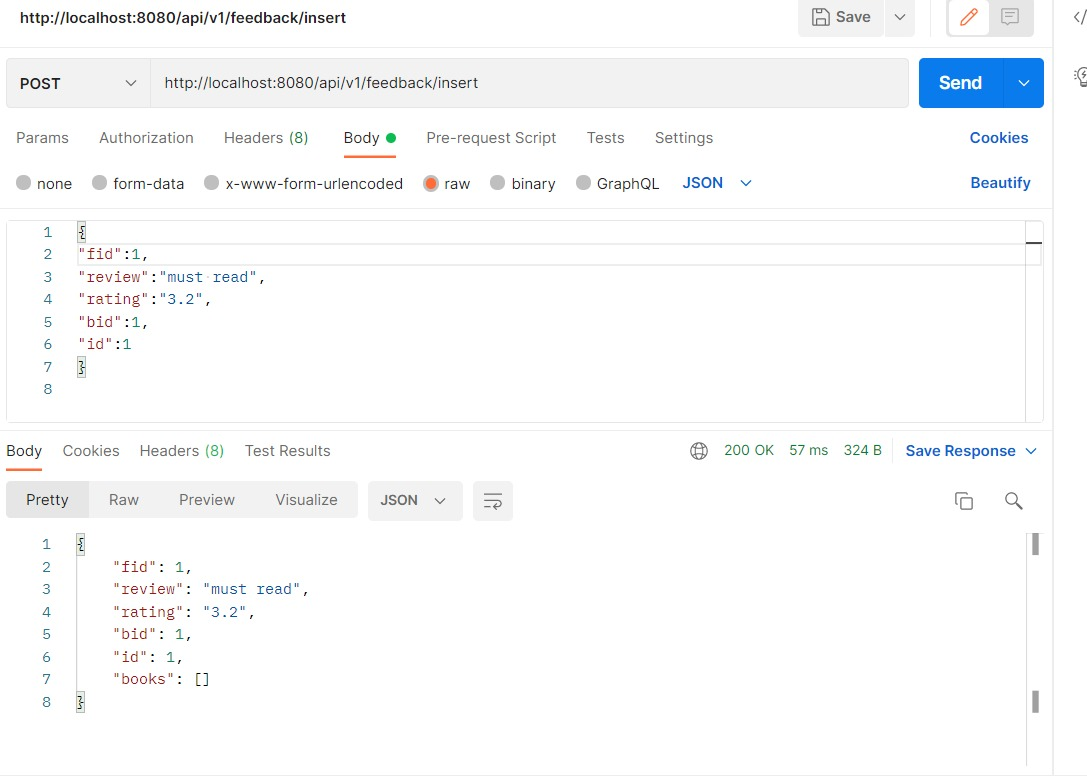 http://localhost:8080/api/v1/feedback/insert
Save
POST
http://localhost:8080/api/v1/feedback/insert
Send
Params Authorization Headers (8) Body Pre-request Script Tests Settings Cookies
none form-data x-www-form-urlencoded raw binary GraphQL JSON Beautify
1 {
2 "fid":1,
3 "review":"must read",
4 "rating":"3.2",
5 "bid":1,
6 "id":1
7 }
8
Body Cookies Headers (8) Test Results 200 OK 57 ms 324 B Save Response
Pretty Raw Preview Visualize JSON
1 {
2 "fid": 1,
3 "review": "must read",
4 "rating": "3.2",
5 "bid": 1,
6 "id": 1,
7 "books": []
8 }